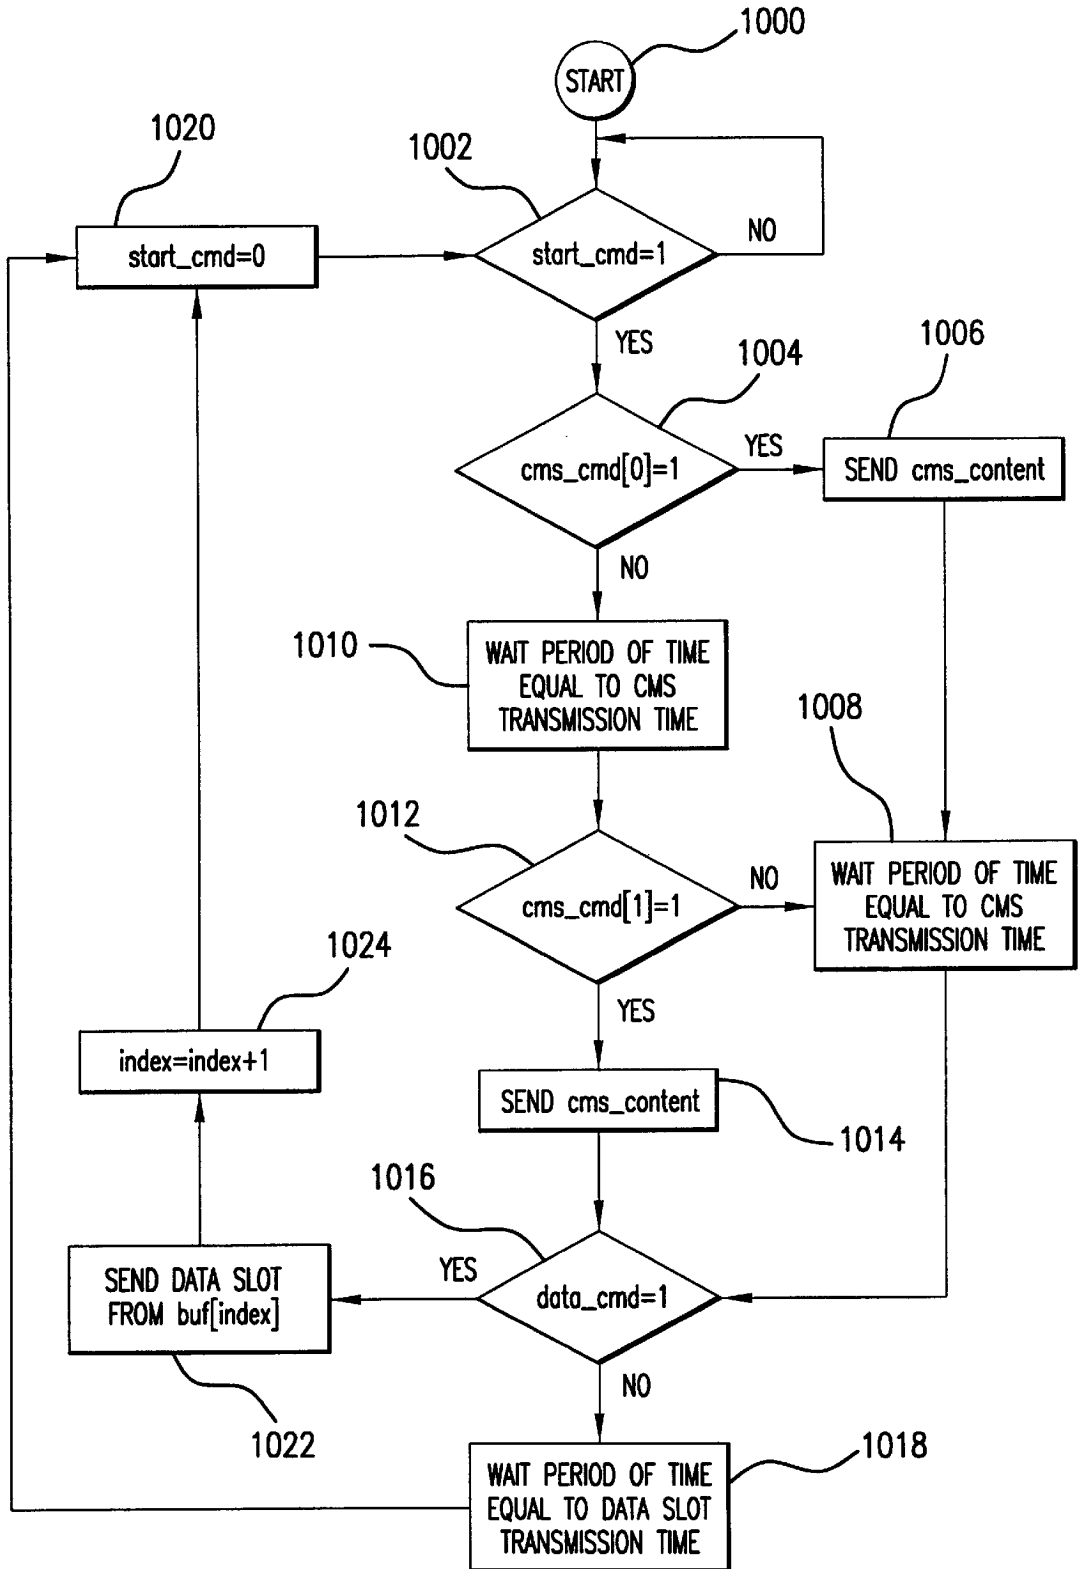 1000
START
1020
1002
start_cmd=0
start_cmd=1
NO
YES
1004
1006
cms_cmd[0]=1
YES
SEND cms_content
NO
1010
WAIT PERIOD OF TIME
EQUAL TO CMS
TRANSMISSION TIME
1008
1012
cms_cmd[1]=1
NO
WAIT PERIOD OF TIME
EQUAL TO CMS
TRANSMISSION TIME
1024
YES
index=index+1
SEND cms_content
1014
1016
SEND DATA SLOT
FROM buf[index]
YES
data_cmd=1
NO
1022
1018
WAIT PERIOD OF TIME
EQUAL TO DATA SLOT
TRANSMISSION TIME